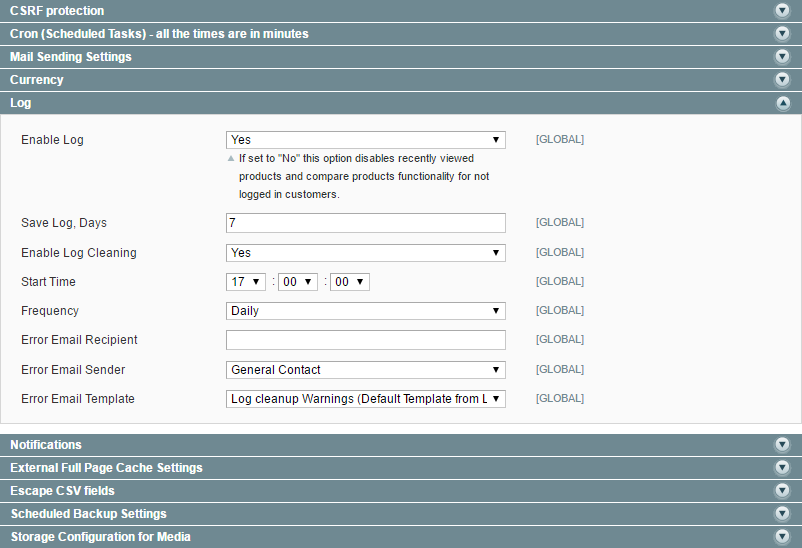 CSRF protection
Cron (Scheduled Tasks) - all the times are in minutes
Mail Sending Settings
Currency
Log
Enable Log Yes [GLOBAL]
If set to "No" this option disables recently viewed
products and compare products functionality for not
logged in customers.
Save Log, Days 7 [GLOBAL]
Enable Log Cleaning Yes [GLOBAL]
Start Time 17 : 00 : 00 [GLOBAL]
Frequency Daily [GLOBAL]
Error Email Recipient [GLOBAL]
Error Email Sender General Contact [GLOBAL]
Error Email Template Log cleanup Warnings (Default Template from L [GLOBAL]
Notifications
External Full Page Cache Settings
Escape CSV fields
Scheduled Backup Settings
Storage Configuration for Media